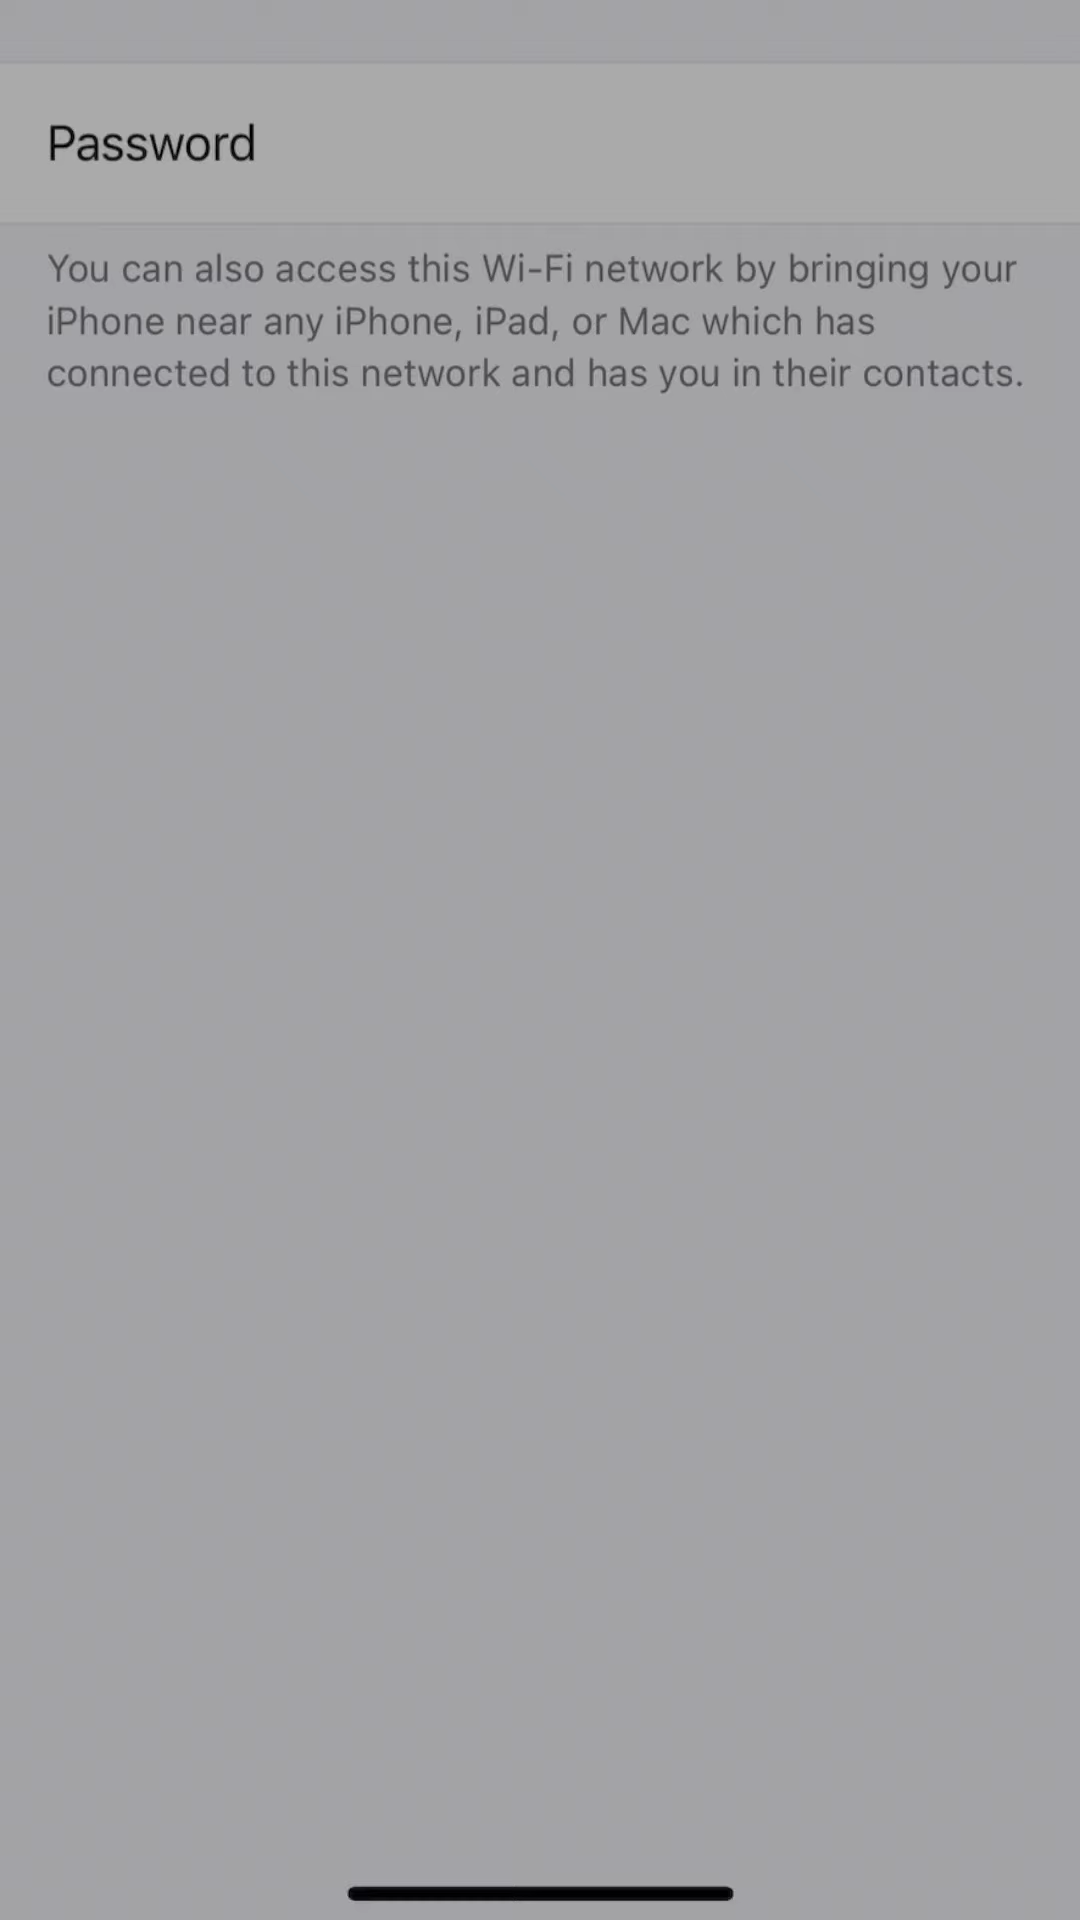 Password
You can also access this Wi-Fi network by bringing your
iPhone near any iPhone, iPad, or Mac which has
connected to this network and has you in their contacts.